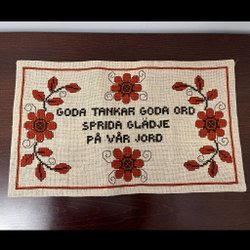 GODA TANKAR GODA ORD
SPRIDA GLÄDJE
PÅ VÅR JORD